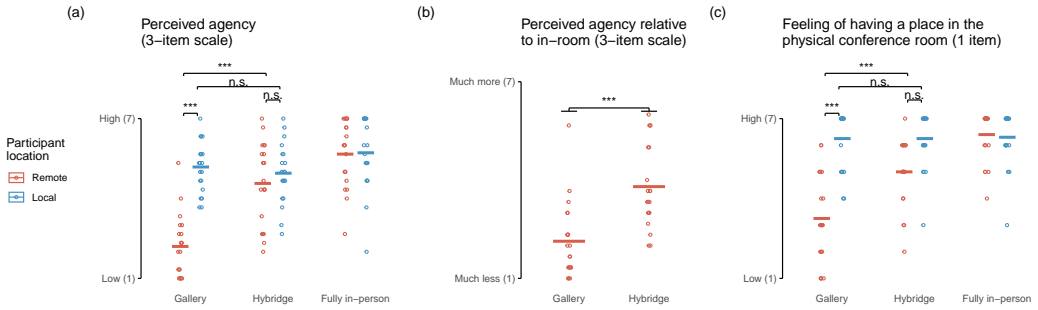 (a)
Perceived agency
(3−item scale)
***
n.s.
n.s.
***
High (7)
Low (1)
Gallery
Hybridge
Fully in−person
Participant
location
Remote
Local
(b)
Perceived agency relative
to in−room (3−item scale)
Much more (7)
***
Much less (1)
Gallery
Hybridge
(c)
Feeling of having a place in the
physical conference room (1 item)
***
n.s.
n.s.
***
High (7)
Low (1)
Gallery
Hybridge
Fully in−person